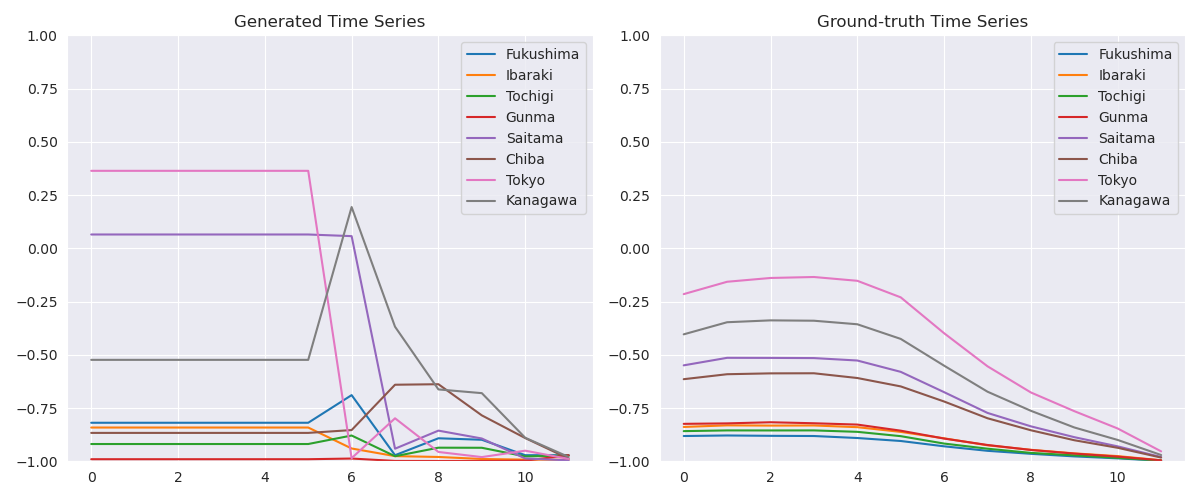 Generated Time Series
1.00
0.75
0.50
0.25
0.00
−0.25
−0.50
−0.75
−1.00
0 2 4 6 8 10
Fukushima
Ibaraki
Tochigi
Gunma
Saitama
Chiba
Tokyo
Kanagawa
Ground-truth Time Series
1.00
0.75
0.50
0.25
0.00
−0.25
−0.50
−0.75
−1.00
0 2 4 6 8 10
Fukushima
Ibaraki
Tochigi
Gunma
Saitama
Chiba
Tokyo
Kanagawa